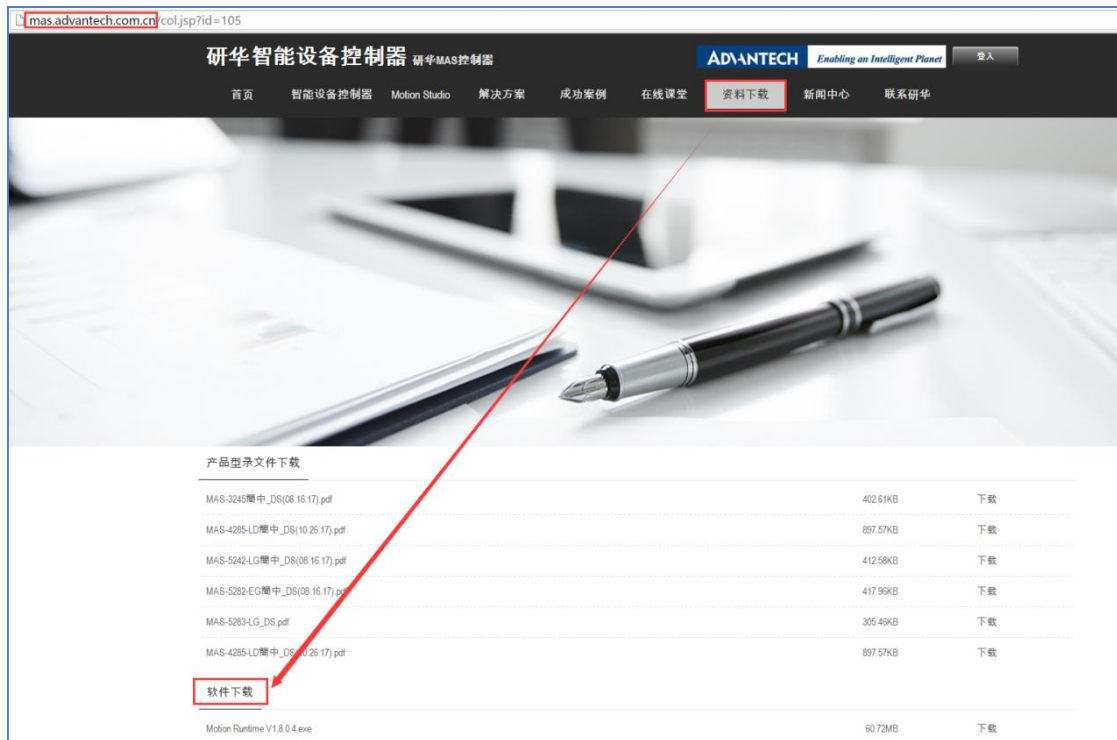 mas.advantech.com.cn/col.jsp?id=105
研华智能设备控制器 研华MAS控制器
ADVANTECH Enabling an Intelligent Planet 登入
首页 智能设备控制器 Motion Studio 解决方案 成功案例 在线课堂 资料下载 新闻中心 联系研华
产品型录文件下载
MAS-3245簡中_DS(08.16.17).pdf 402.61KB 下载
MAS-4285-LD簡中_DS(10.26.17).pdf 897.57KB 下载
MAS-5242-LG簡中_DS(08.16.17).pdf 412.58KB 下载
MAS-5282-EG簡中_DS(08.16.17).pdf 417.96KB 下载
MAS-5283-LG_DS.pdf 305.46KB 下载
MAS-4285-LD簡中_DS(10.26.17).pdf 897.57KB 下载
软件下载
Motion Runtime V1.8.0.4.exe 60.72MB 下载